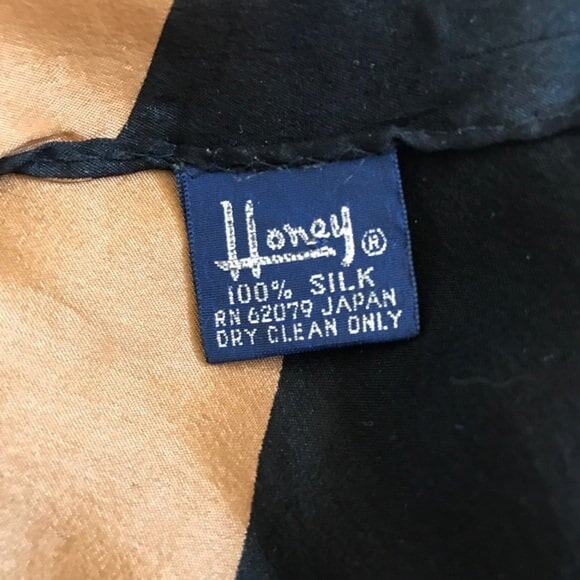 Honey®
100% SILK
RN 62079 JAPAN
DRY CLEAN ONLY